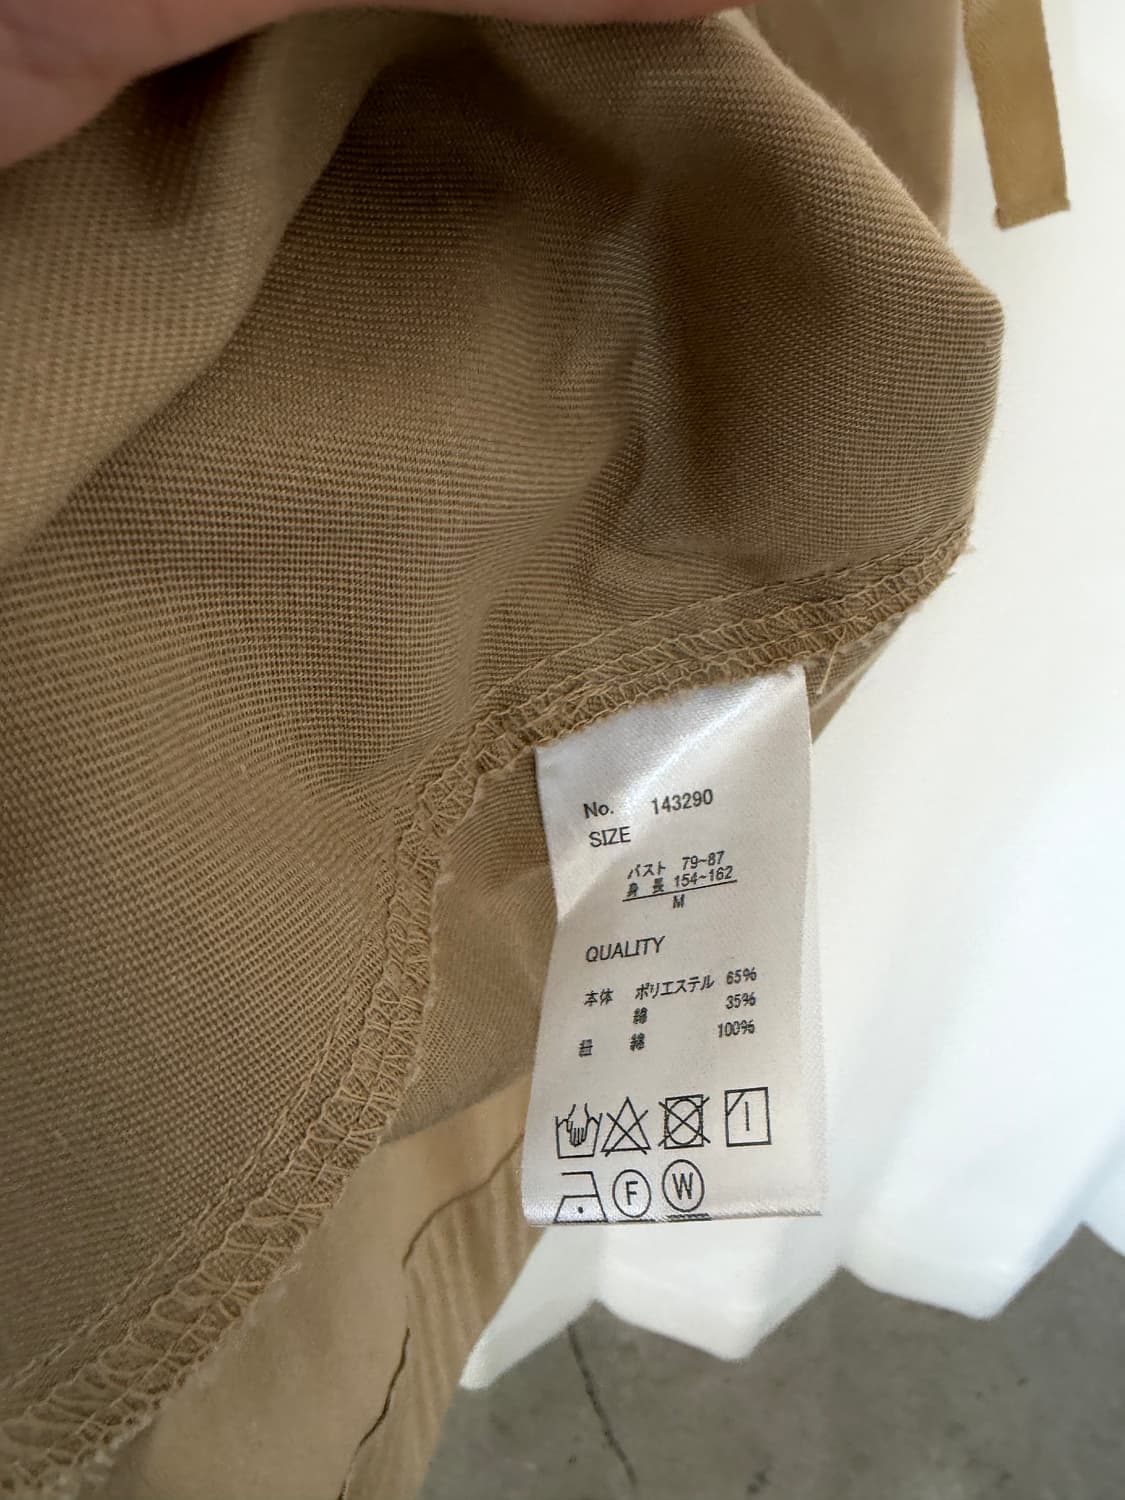 No. 143290
SIZE
バスト 79~87
身長 154~162
M
QUALITY
本体 ポリエステル 65%
綿 35%
紐 綿 100%
F W